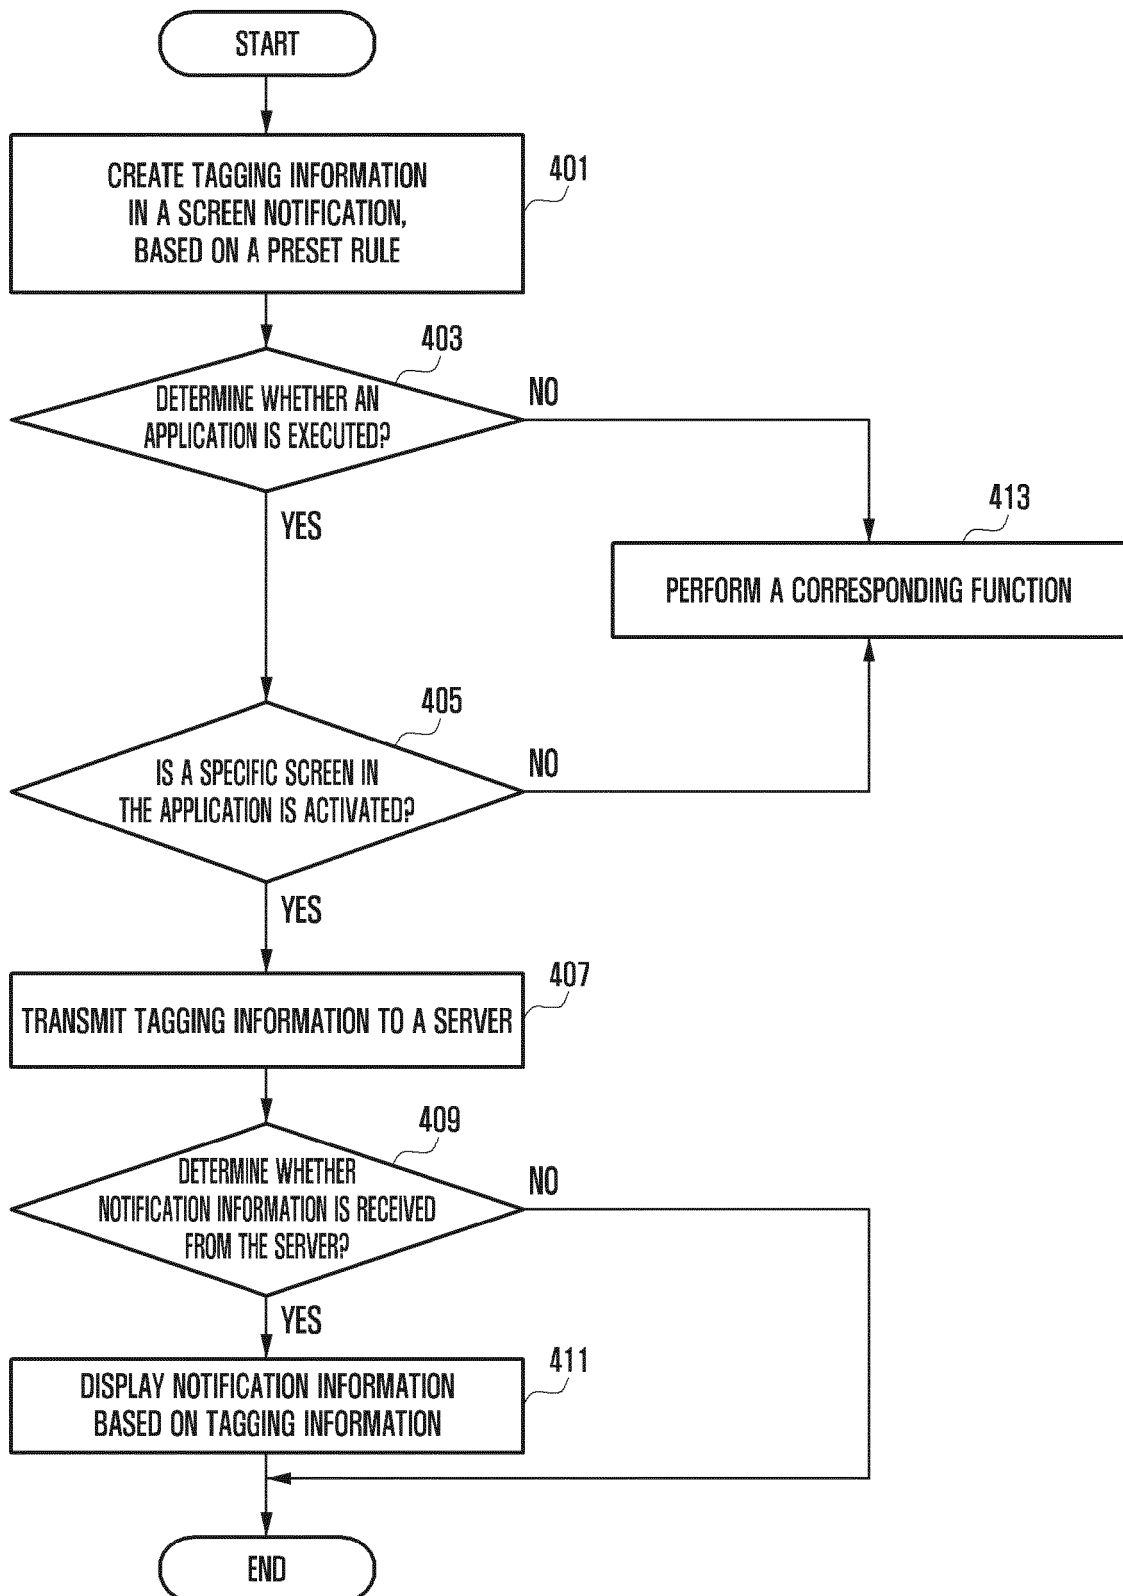 START
CREATE TAGGING INFORMATION
IN A SCREEN NOTIFICATION,
BASED ON A PRESET RULE
401
403
DETERMINE WHETHER AN
APPLICATION IS EXECUTED?
NO
YES
413
PERFORM A CORRESPONDING FUNCTION
405
IS A SPECIFIC SCREEN IN
THE APPLICATION IS ACTIVATED?
NO
YES
407
TRANSMIT TAGGING INFORMATION TO A SERVER
409
DETERMINE WHETHER
NOTIFICATION INFORMATION IS RECEIVED
FROM THE SERVER?
NO
YES
411
DISPLAY NOTIFICATION INFORMATION
BASED ON TAGGING INFORMATION
END